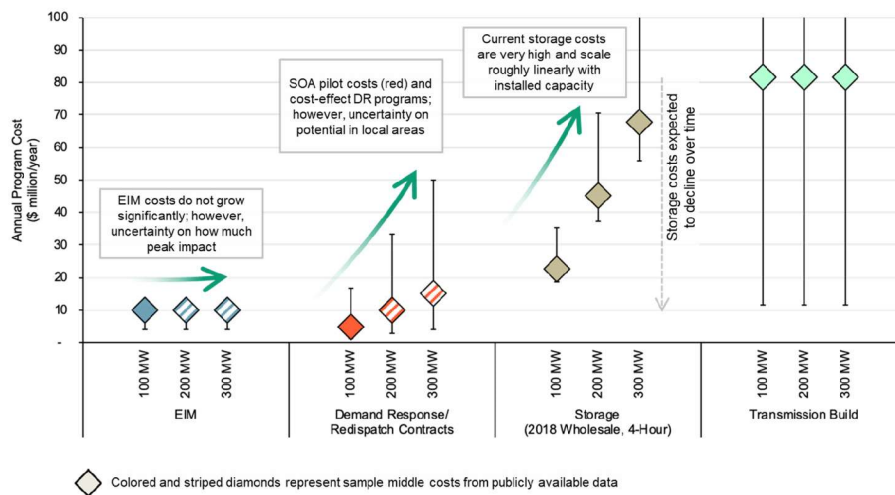 Annual Program Cost
($ million/year)
100
90
80
70
60
50
40
30
20
10
-
EIM costs do not grow
significantly; however,
uncertainty on how much
peak impact
SOA pilot costs (red) and
cost-effect DR programs;
however, uncertainty on
potential in local areas
Current storage costs
are very high and scale
roughly linearly with
installed capacity
Storage costs expected
to decline over time
100 MW
200 MW
300 MW
100 MW
200 MW
300 MW
100 MW
200 MW
300 MW
100 MW
200 MW
300 MW
EIM
Demand Response/
Redispatch Contracts
Storage
(2018 Wholesale, 4-Hour)
Transmission Build
Colored and striped diamonds represent sample middle costs from publicly available data